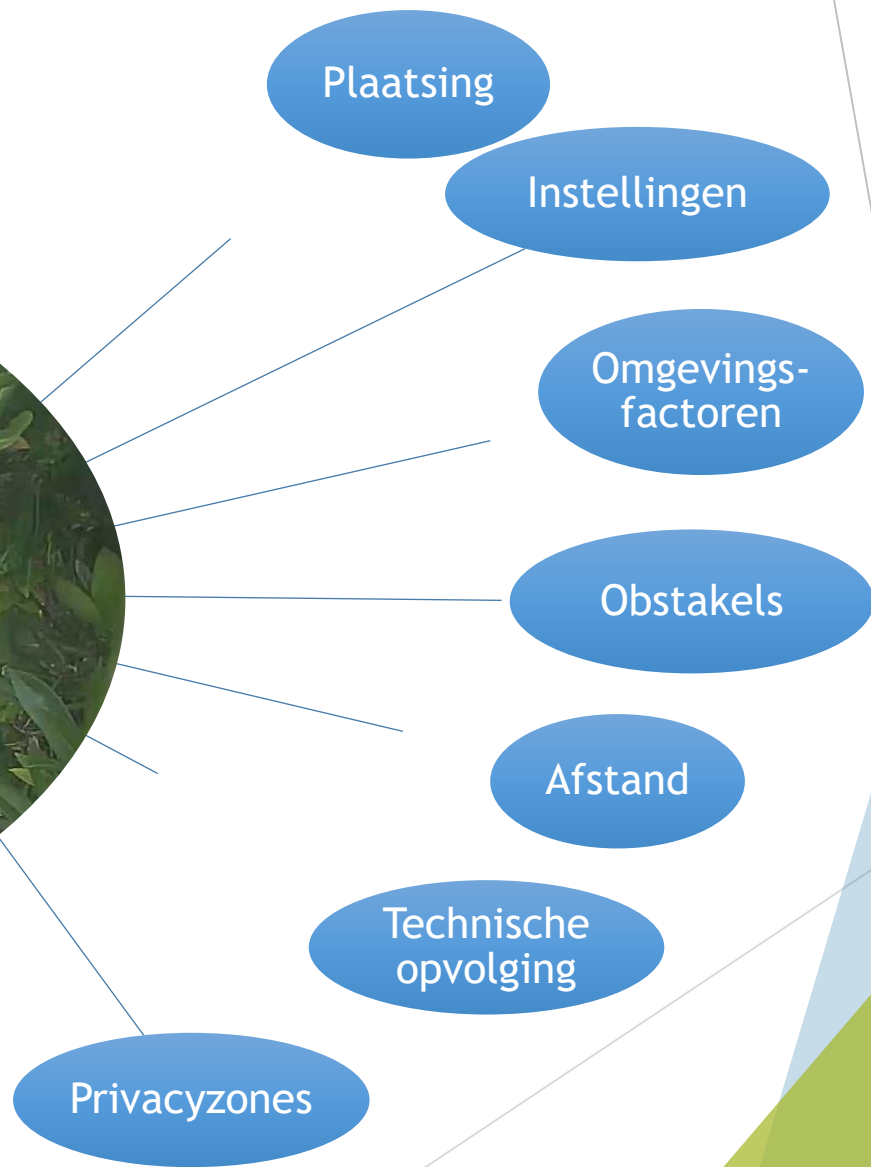 Plaatsing
Instellingen
Omgevings-
factoren
Obstakels
Afstand
Technische
opvolging
Privacyzones